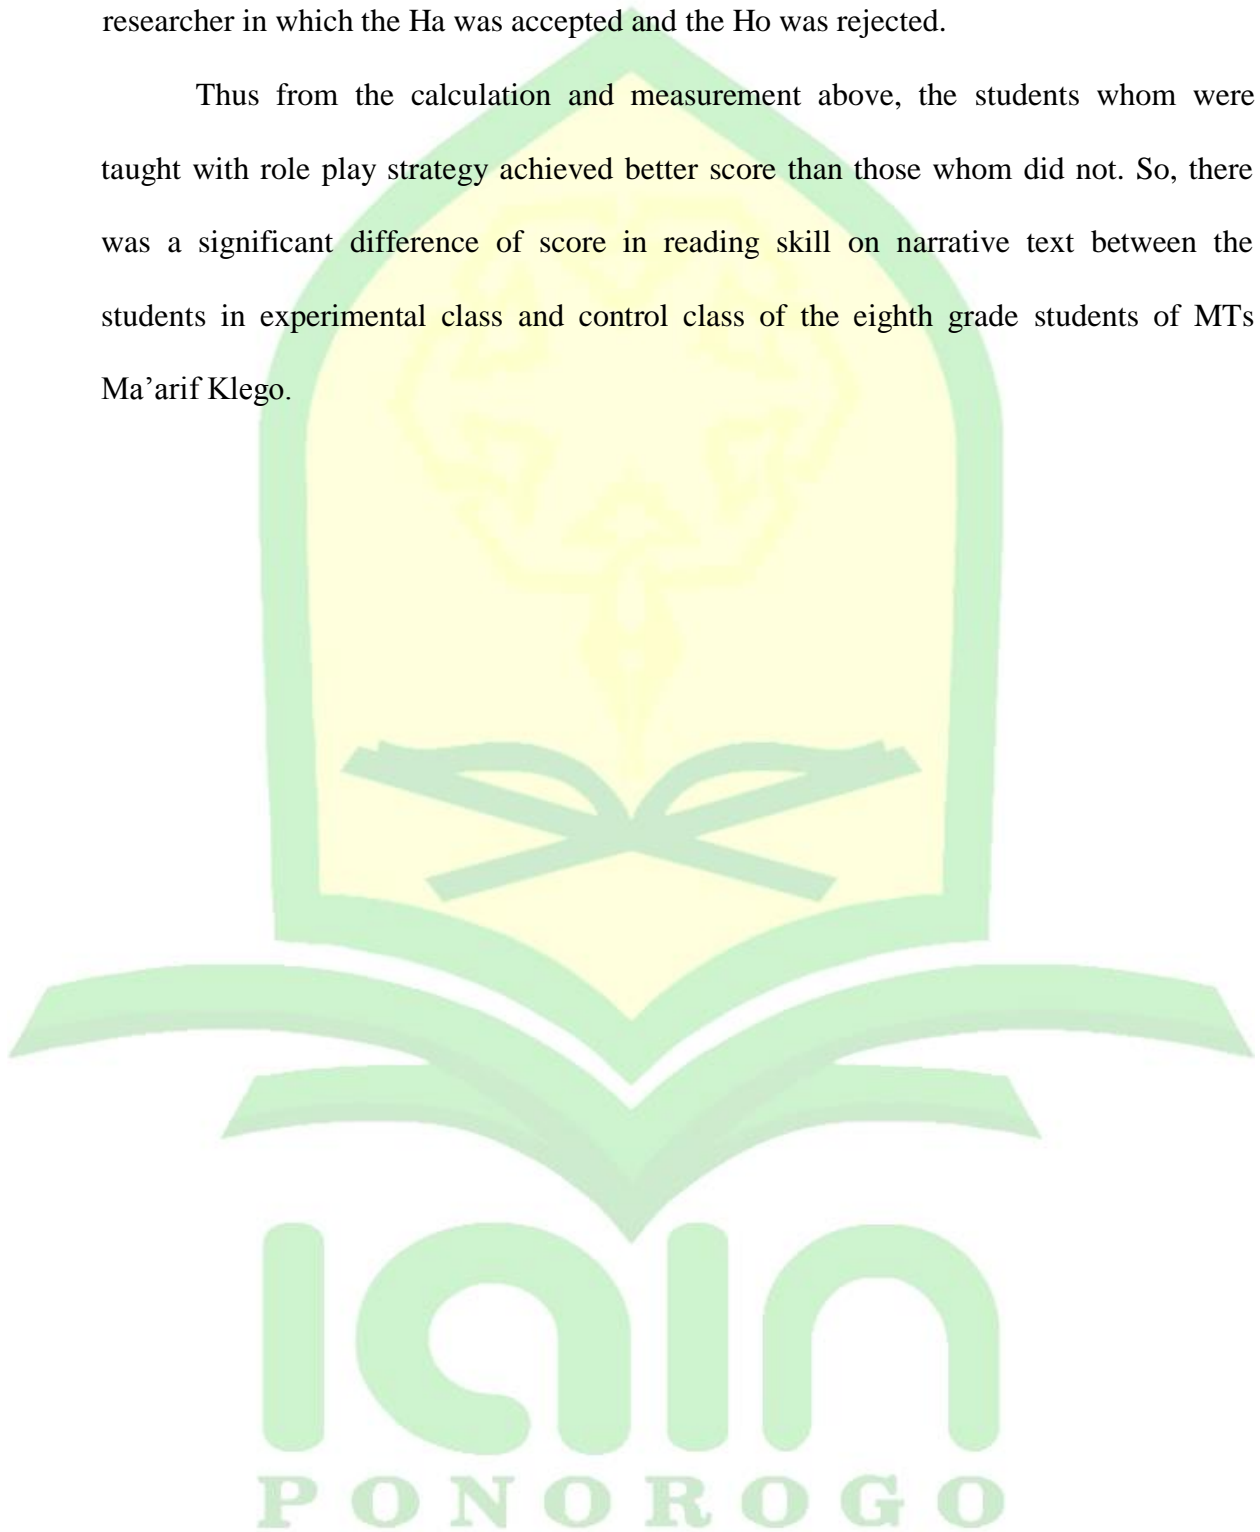 researcher in which the Ha was accepted and the Ho was rejected.
Thus from the calculation and measurement above, the students whom were
taught with role play strategy achieved better score than those whom did not. So, there
was a significant difference of score in reading skill on narrative text between the
students in experimental class and control class of the eighth grade students of MTs
Ma’arif Klego.
IAIN
PONOROGO